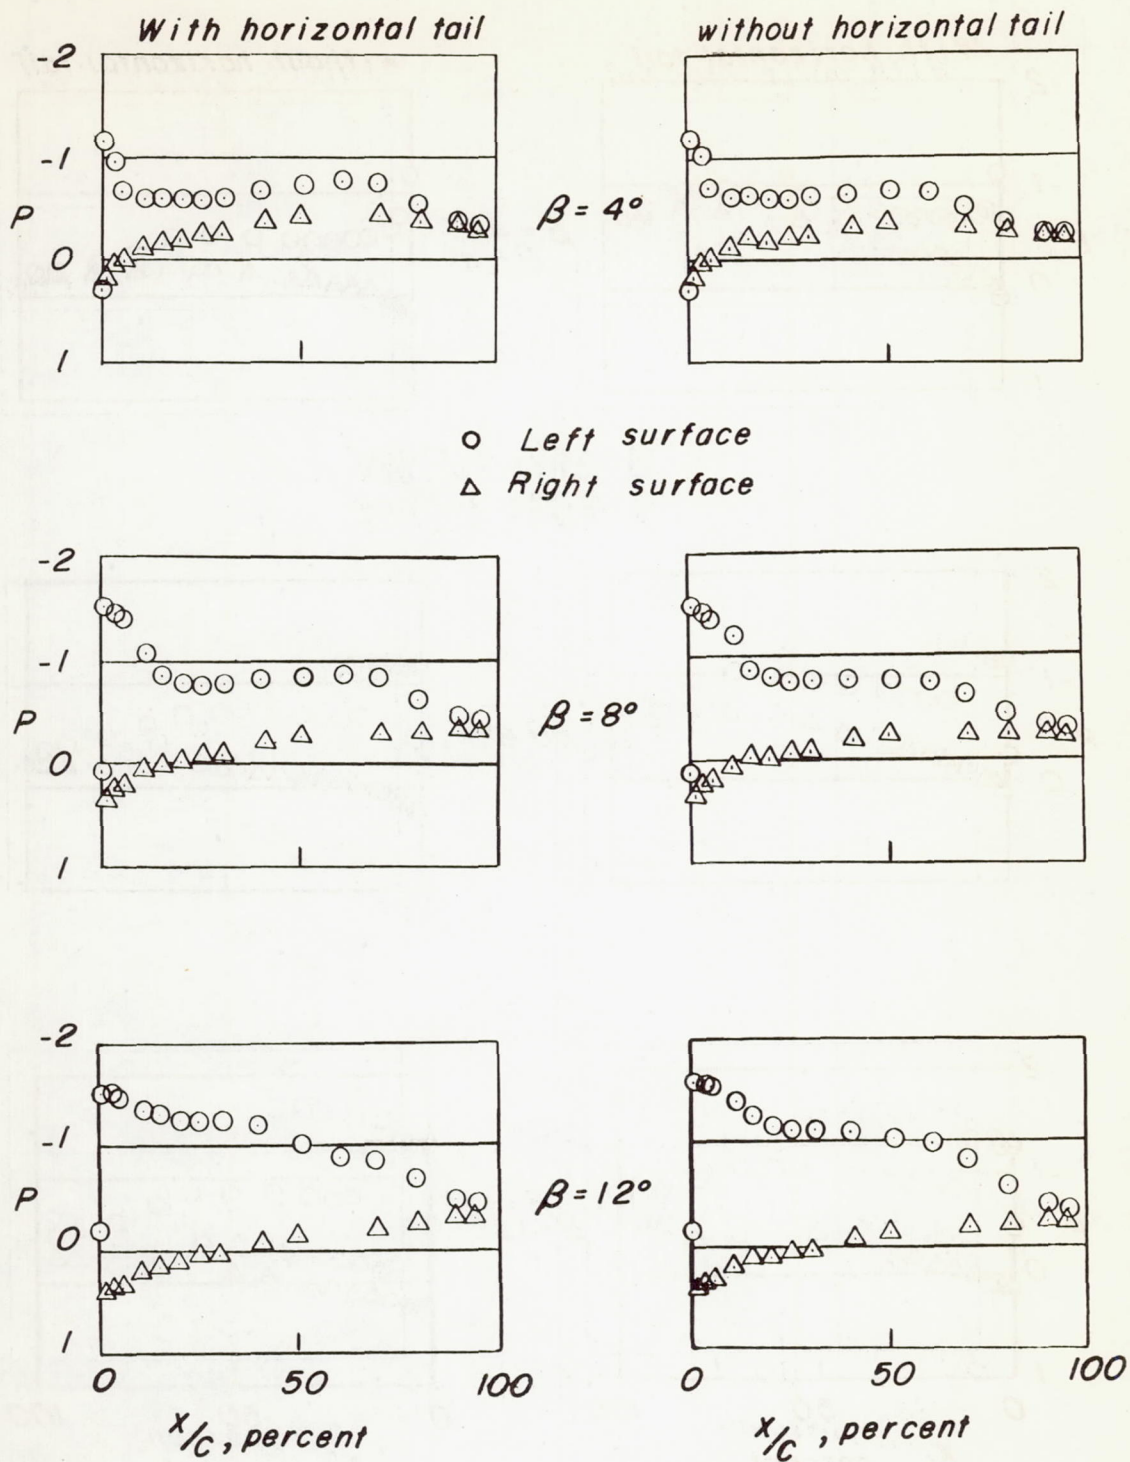 With horizontal tail
without horizontal tail
-2
-1
P
0
1
β = 4°
Left surface
Right surface
-2
-1
P
0
1
β = 8°
-2
-1
P
0
1
β = 12°
0 50 100
0 50 100
x/c, percent
x/c, percent